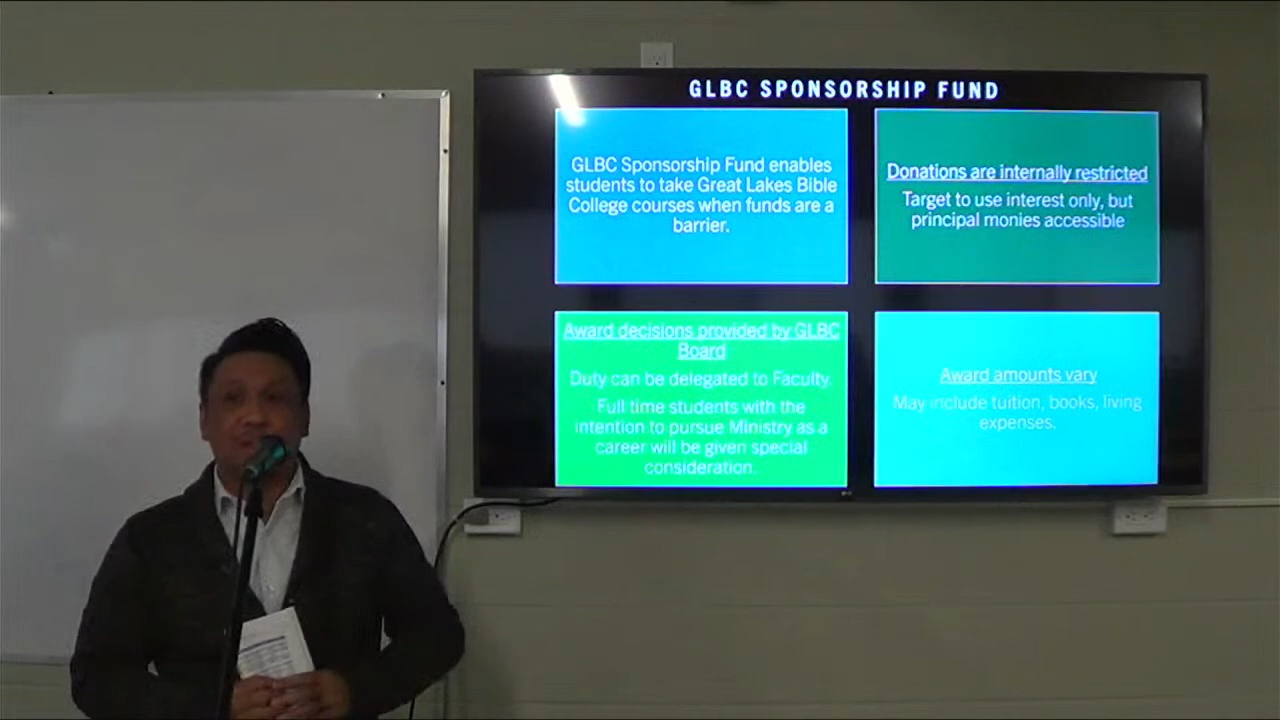 GLBC SPONSORSHIP FUND
GLBC Sponsorship Fund enables
students to take Great Lakes Bible
College courses when funds are a
barrier.
Donations are internally restricted
Target to use interest only, but
principal monies accessible
Award decisions provided by GLBC
Board
Duty can be delegated to Faculty.
Full time students with the
intention to pursue Ministry as a
career will be given special
consideration.
Award amounts vary
May include tuition, books, living
expenses.